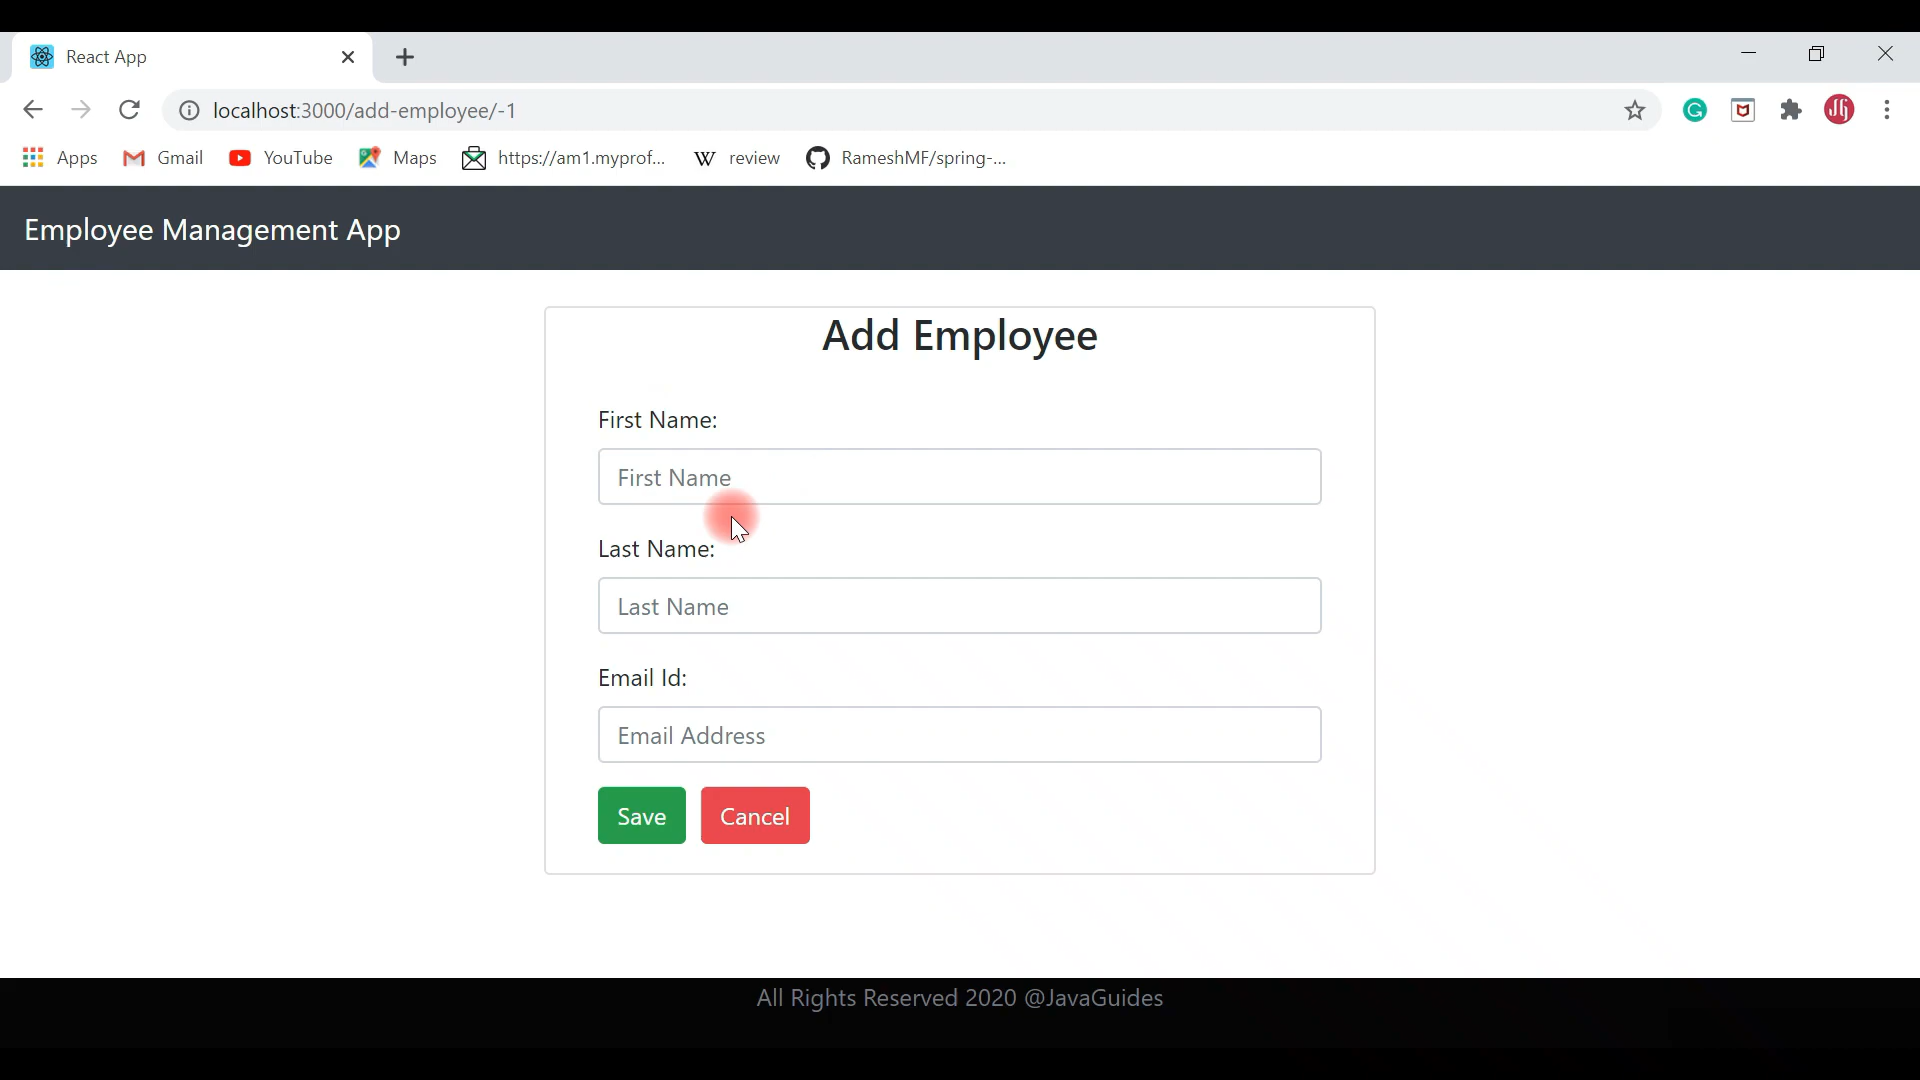 React App
localhost:3000/add-employee/-1
Apps Gmail YouTube Maps https://am1.myprof... review RameshMF/spring-...
Employee Management App
Add Employee
First Name:
First Name
Last Name:
Last Name
Email Id:
Email Address
Save Cancel
All Rights Reserved 2020 @JavaGuides